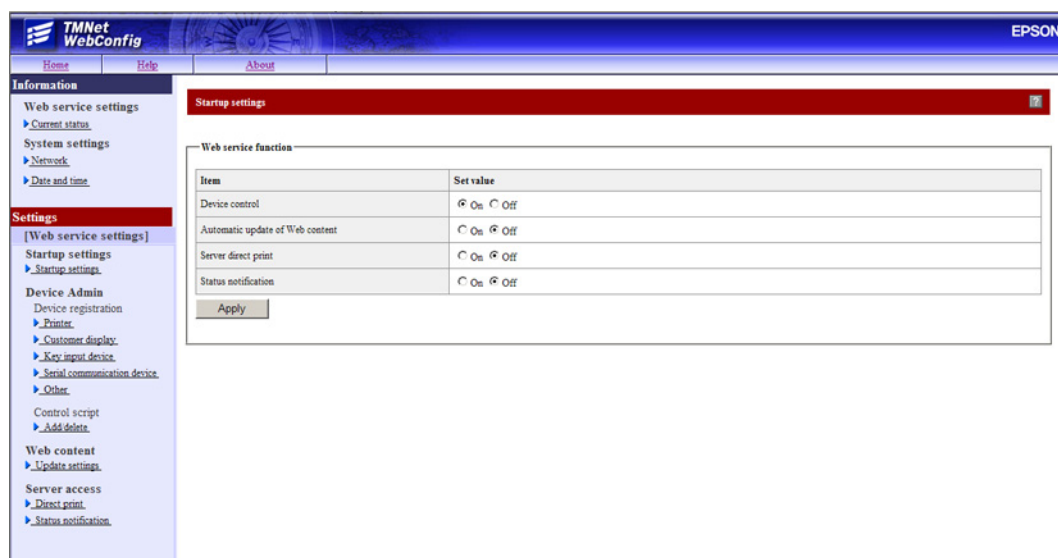 TMNet
WebConfig
EPSON
Home Help About
Information
Web service settings
Current status
System settings
Network
Date and time
Settings
[Web service settings]
Startup settings
Startup settings
Device Admin
Device registration
Printer
Customer display
Key input device
Serial communication device
Other
Control script
Add/delete
Web content
Update settings
Server access
Direct print
Status notification
Startup settings ?
Web service function
Item Set value
Device control On Off
Automatic update of Web content On Off
Server direct print On Off
Status notification On Off
Apply